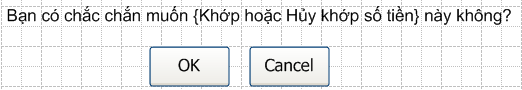 Bạn có chắc chắn muốn {Khớp hoặc Hủy khớp số tiền} này không?
OK Cancel